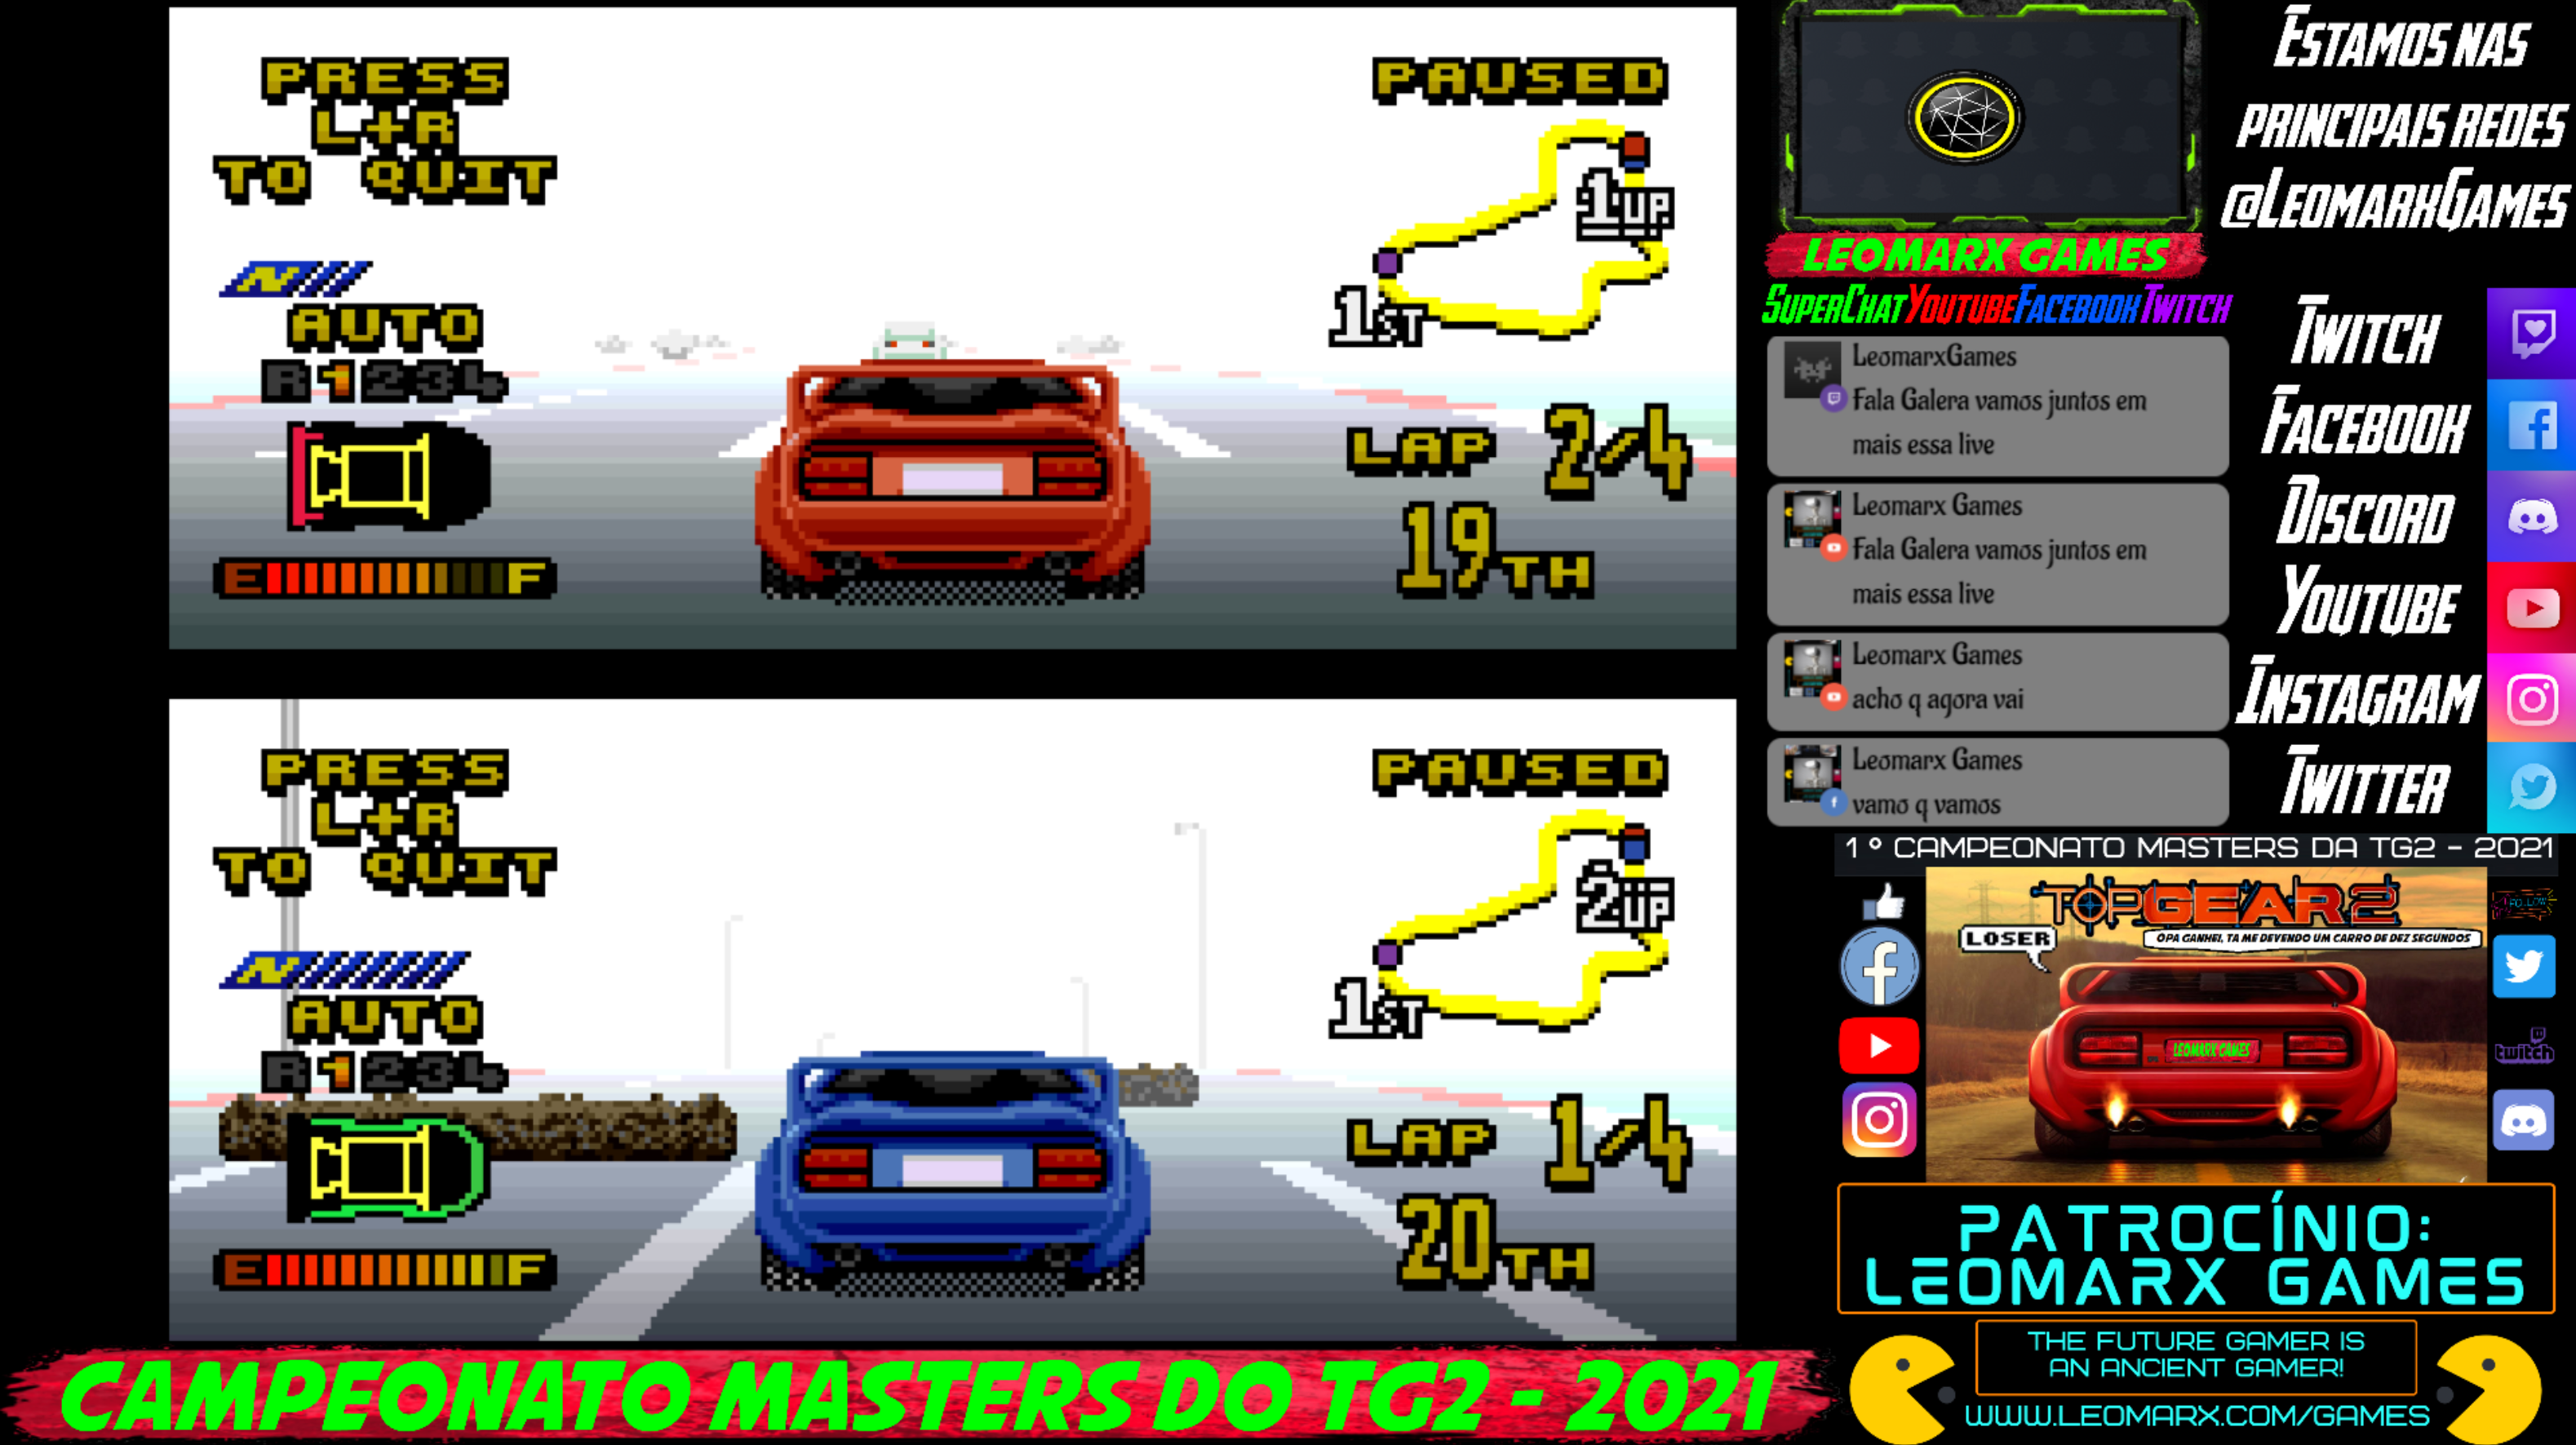 PRESS
L+R
TO QUIT
PAUSED
1UP
1ST
N
AUTO
R1234
LAP 2/4
19TH
E F
PRESS
L+R
TO QUIT
PAUSED
2UP
1ST
N
AUTO
R1234
LAP 1/4
20TH
E F
CAMPEONATO MASTERS DO TG2 - 2021
LEOMARX GAMES
SUPERCHAT YOUTUBE FACEBOOK TWITCH
LeomarxGames
Fala Galera vamos juntos em
mais essa live
Leomarx Games
Fala Galera vamos juntos em
mais essa live
Leomarx Games
acho q agora vai
Leomarx Games
vamo q vamos
ESTAMOS NAS
PRINCIPAIS REDES
@LEOMARXGAMES
TWITCH
FACEBOOK
DISCORD
YOUTUBE
INSTAGRAM
TWITTER
1 º CAMPEONATO MASTERS DA TG2 - 2021
TOP GEAR 2
LOSER
OPA GANHEI, TA ME DEVENDO UM CARRO DE DEZ SEGUNDOS
LEOMARX GAMES
FOLLOW
twitch
PATROCÍNIO:
LEOMARX GAMES
THE FUTURE GAMER IS
AN ANCIENT GAMER!
WWW.LEOMARX.COM/GAMES